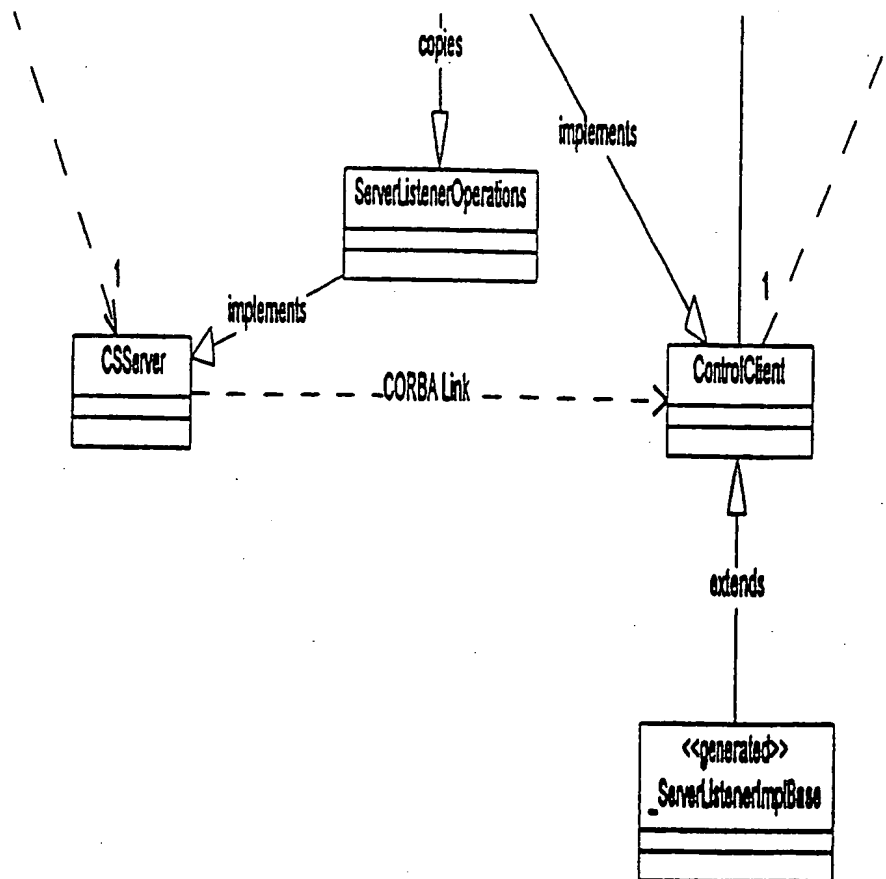 copies
implements
ServerListenerOperations
1
implements
1
CSServer
ControlClient
CORBA Link
extends
<<generated>>
_ServerListenerImplBase